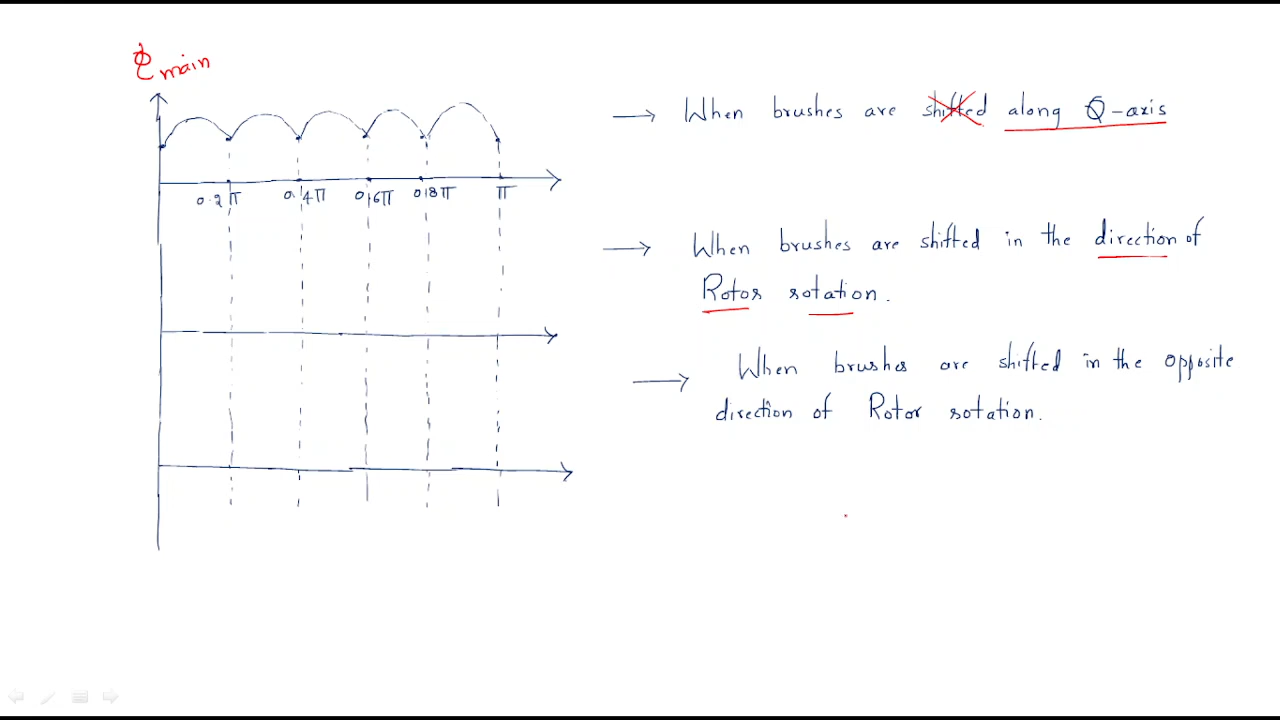 Φmain
→ When brushes are shifted along Q-axis
0.2π 0.4π 0.6π 0.8π π
→ When brushes are shifted in the direction of
Rotor rotation.
→ When brushes are shifted in the opposite
direction of Rotor rotation.